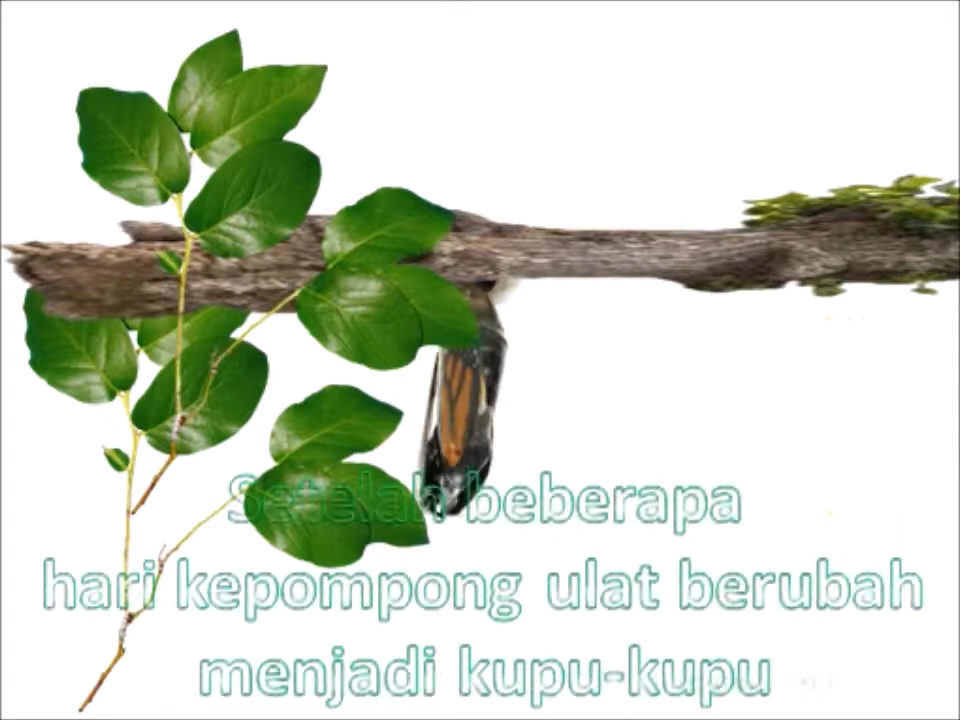 Setelah beberapa
hari kepompong ulat berubah
menjadi kupu-kupu